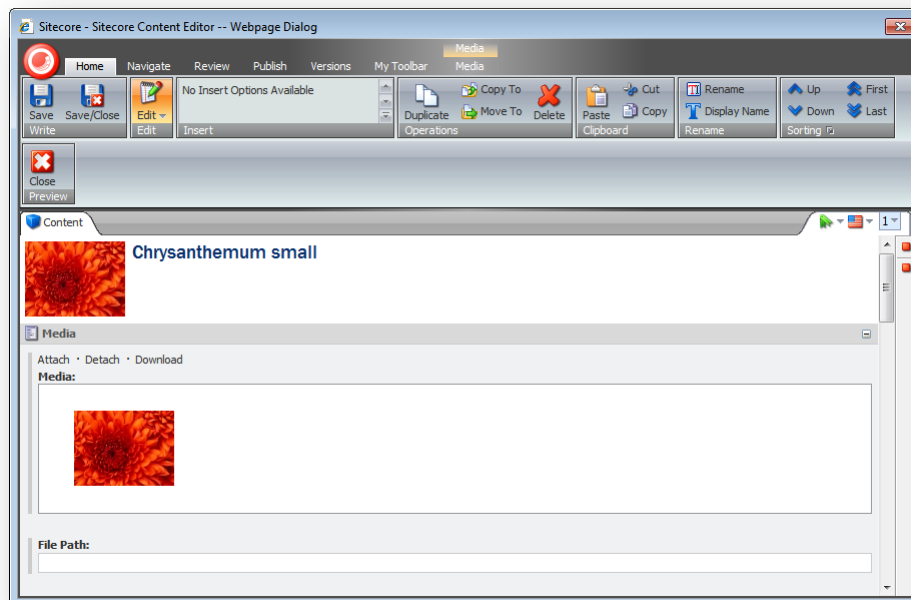 Sitecore - Sitecore Content Editor -- Webpage Dialog
Media
Home Navigate Review Publish Versions My Toolbar Media
No Insert Options Available
Copy To Cut Rename Up First
Save Save/Close Edit Duplicate Move To Delete Paste Copy Display Name Down Last
Write Edit Insert Operations Clipboard Rename Sorting
Close
Preview
Content 1
Chrysanthemum small
Media
Attach · Detach · Download
Media:
File Path: